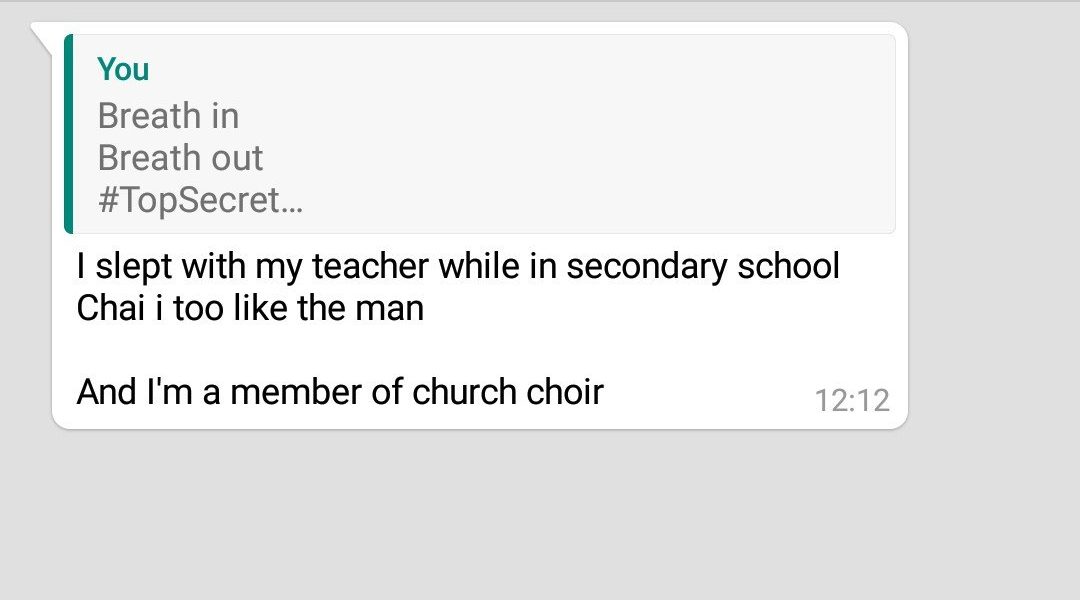 You
Breath in
Breath out
#TopSecret...
I slept with my teacher while in secondary school
Chai i too like the man
And I'm a member of church choir
12:12